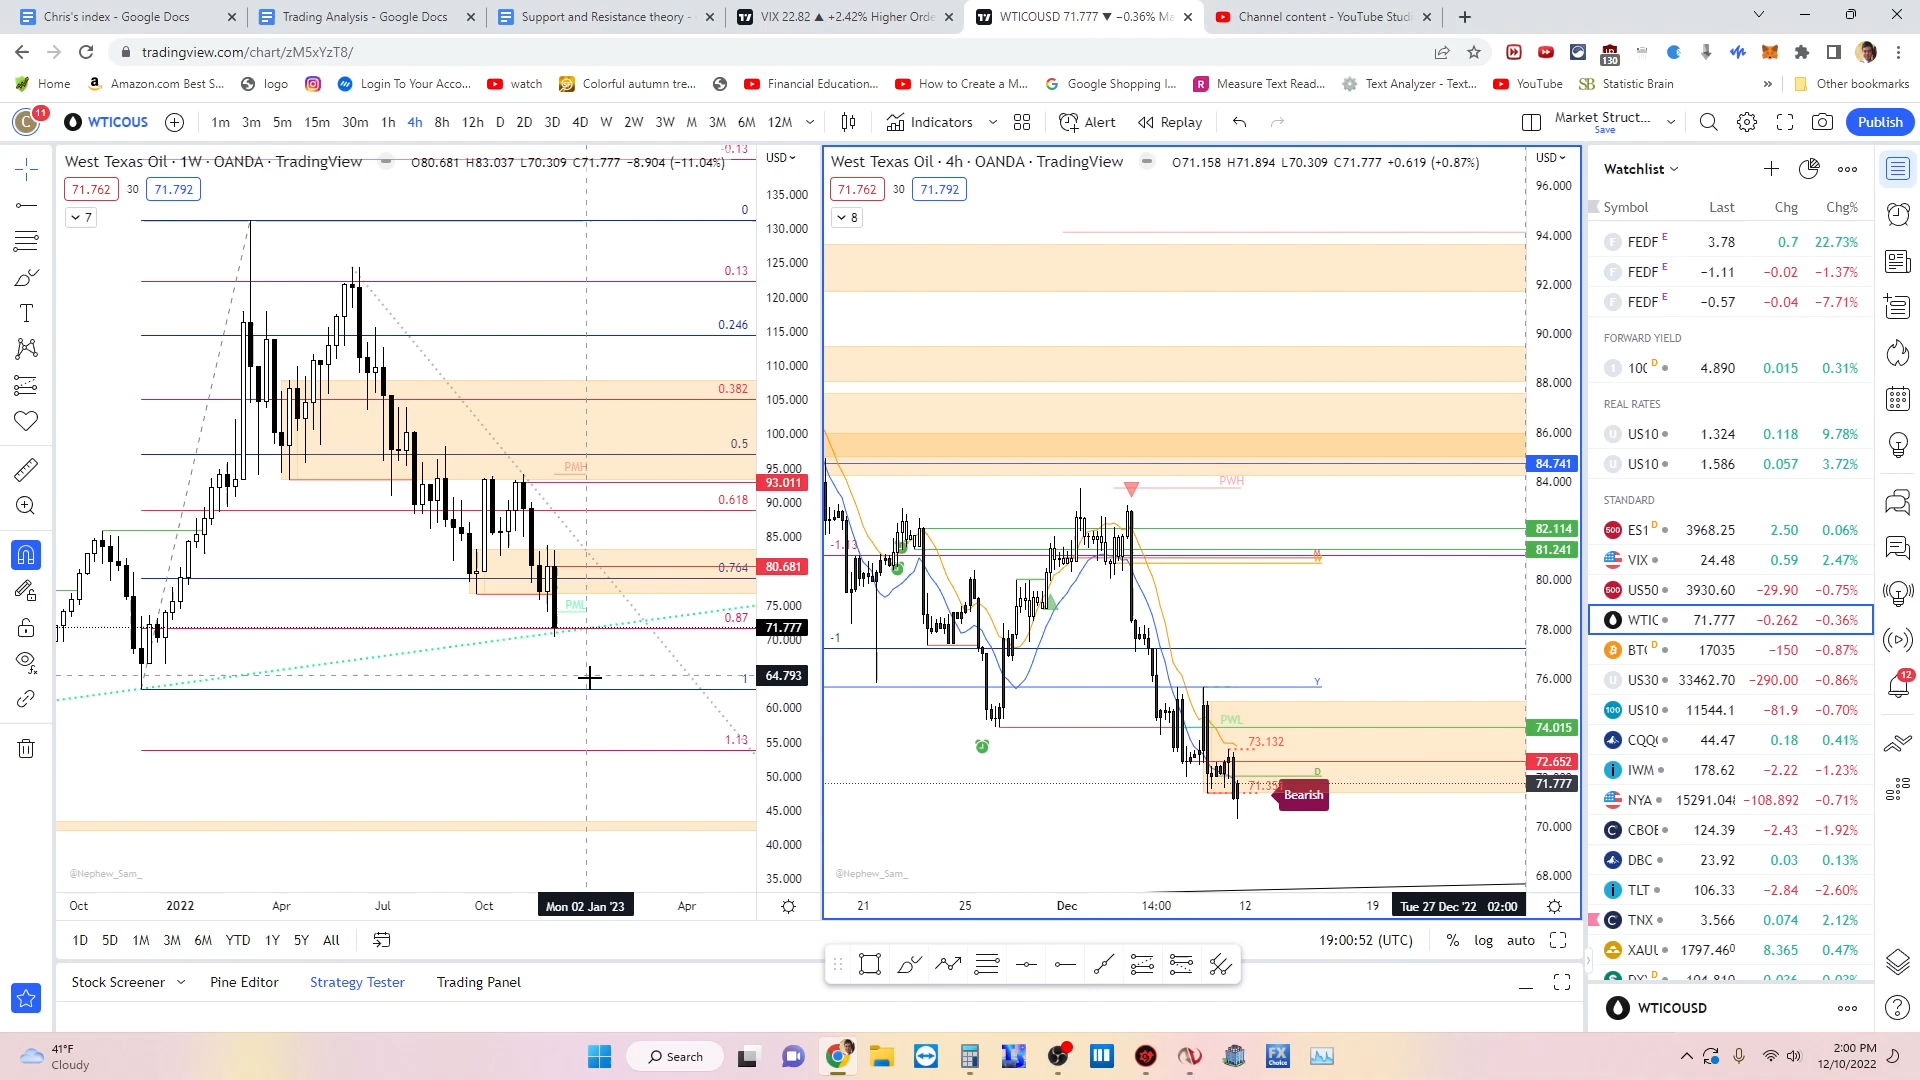 Chris's index - Google Docs
Trading Analysis - Google Docs
Support and Resistance theory -
VIX 22.82 ▲ +2.42% Higher Orde
WTICOUSD 71.777 ▼ −0.36% Ma
Channel content - YouTube Studi
tradingview.com/chart/zM5xYzT8/
130
Home
Amazon.com Best S...
logo
Login To Your Acco...
watch
Colorful autumn tre...
Financial Education...
How to Create a M...
Google Shopping I...
Measure Text Read...
Text Analyzer - Text...
YouTube
Statistic Brain
Other bookmarks
C 11
WTICOUS
1m 3m 5m 15m 30m 1h 4h 8h 12h D 2D 3D 4D W 2W 3W M 3M 6M 12M
Indicators
Alert
Replay
Market Struct...
Save
Publish
West Texas Oil · 1W · OANDA · TradingView
O80.681 H83.037 L70.309 C71.777 −8.904 (−11.04%)
71.762 30 71.792
7
USD
-0.13
0
0.13
0.246
0.382
0.5
PMH
0.618
0.764
PML
0.87
1
1.13
135.000
130.000
125.000
120.000
115.000
110.000
105.000
100.000
95.000
93.011
90.000
85.000
80.681
75.000
71.777
70.000
64.793
60.000
55.000
50.000
45.000
40.000
35.000
@Nephew_Sam_
Oct 2022 Apr Jul Oct Mon 02 Jan '23 Apr
West Texas Oil · 4h · OANDA · TradingView
O71.158 H71.894 L70.309 C71.777 +0.619 (+0.87%)
71.762 30 71.792
8
USD
PWH
-1.13
M
W
-1
Y
PWL
73.132
D
71.351
Bearish
96.000
94.000
92.000
90.000
88.000
86.000
84.741
84.000
82.114
81.241
80.000
78.000
76.000
74.015
72.652
71.777
70.000
68.000
@Nephew_Sam_
21 25 Dec 14:00 12 19 Tue 27 Dec '22 02:00
1D 5D 1M 3M 6M YTD 1Y 5Y All
19:00:52 (UTC)
% log auto
Stock Screener
Pine Editor
Strategy Tester
Trading Panel
Watchlist
Symbol Last Chg Chg%
FEDF E 3.78 0.7 22.73%
FEDF E −1.11 −0.02 −1.37%
FEDF E −0.57 −0.04 −7.71%
FORWARD YIELD
10( D 4.890 0.015 0.31%
REAL RATES
US10 1.324 0.118 9.78%
US10 1.586 0.057 3.72%
STANDARD
ES1 D 3968.25 2.50 0.06%
VIX 24.48 0.59 2.47%
US50 3930.60 −29.90 −0.75%
WTIC 71.777 −0.262 −0.36%
BT( D 17035 −150 −0.87%
US30 33462.70 −290.00 −0.86%
US10 11544.1 −81.9 −0.70%
CQQ( 44.47 0.18 0.41%
IWM 178.62 −2.22 −1.23%
NYA 15291.048 −108.892 −0.71%
CBOE 124.39 −2.43 −1.92%
DBC 23.92 0.03 0.13%
TLT 106.33 −2.84 −2.60%
TNX 3.566 0.074 2.12%
XAUU 1797.460 8.365 0.47%
WTICOUSD
12
41°F
Cloudy
Search
2:00 PM
12/10/2022